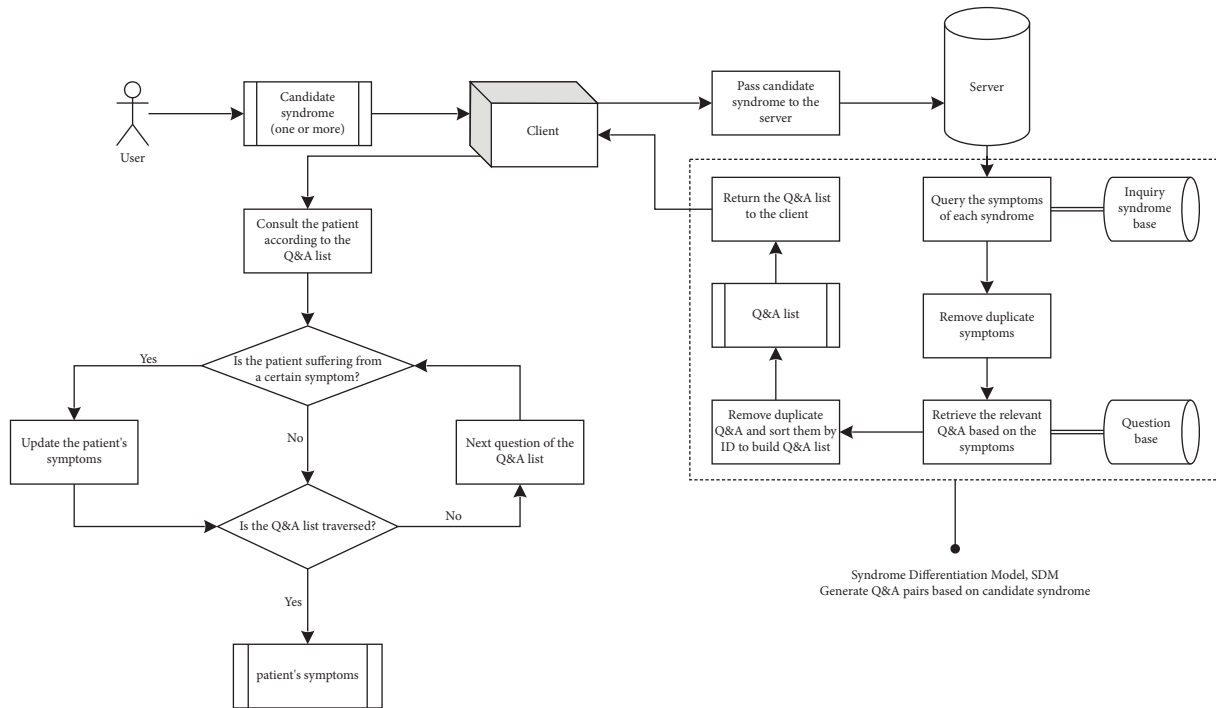 User
Candidate
syndrome
(one or more)
Client
Pass candidate
syndrome to the
server
Server
Consult the patient
according to the
Q&A list
Return the Q&A list
to the client
Query the symptoms
of each syndrome
Inquiry
syndrome
base
Q&A list
Remove duplicate
symptoms
Yes
Is the patient suffering from
a certain symptom?
Update the patient's
symptoms
No
Next question of the
Q&A list
Remove duplicate
Q&A and sort them by
ID to build Q&A list
Retrieve the relevant
Q&A based on the
symptoms
Question
base
Is the Q&A list traversed?
No
Yes
patient's symptoms
Syndrome Differentiation Model, SDM
Generate Q&A pairs based on candidate syndrome